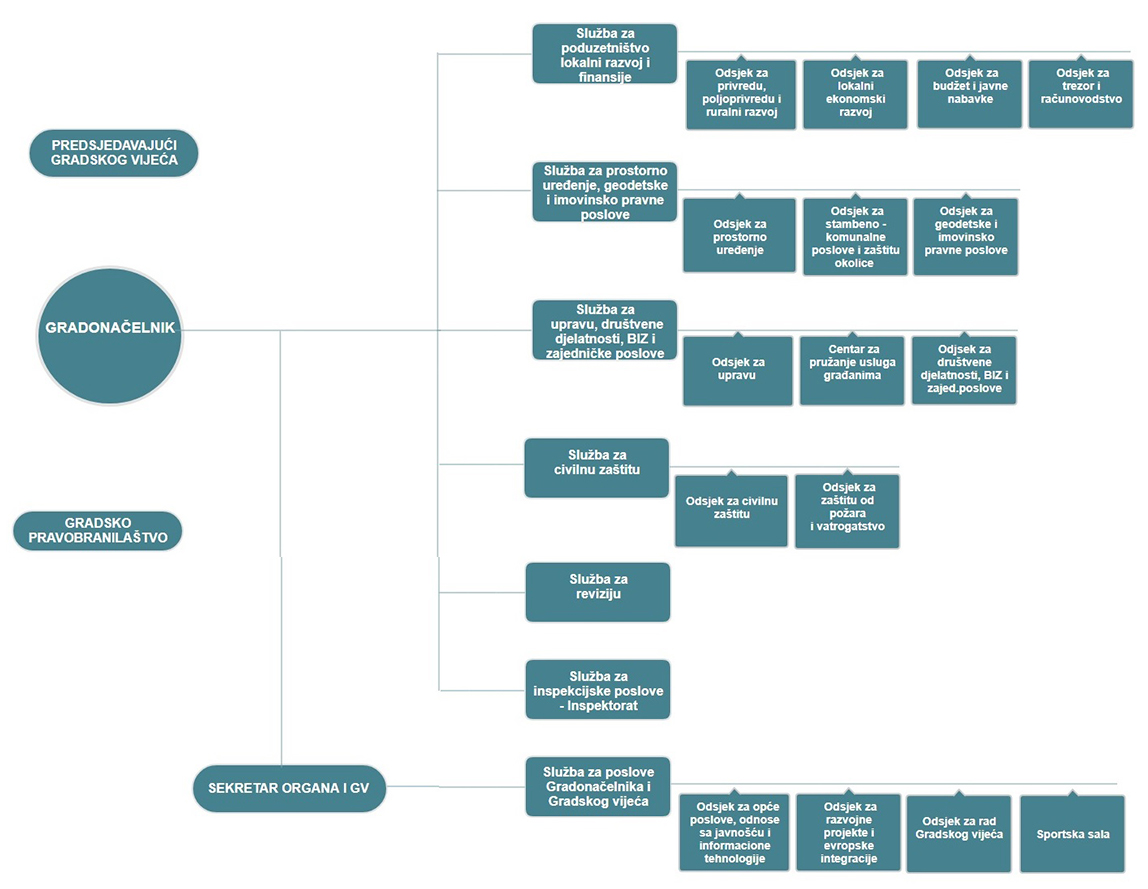 Služba za
poduzetništvo
lokalni razvoj i
finansije
Odsjek za
privredu,
poljoprivredu i
ruralni razvoj
Odsjek za
lokalni
ekonomski
razvoj
Odsjek za
budžet i javne
nabavke
Odsjek za
trezor i
računovodstvo
PREDSJEDAVAJUĆI
GRADSKOG VIJEĆA
Služba za prostorno
uređenje, geodetske
i imovinsko pravne
poslove
Odsjek za
prostorno
uređenje
Odsjek za
stambeno -
komunalne
poslove i zaštitu
okolice
Odsjek za
geodetske i
imovinsko
pravne poslove
GRADONAČELNIK
Služba za
upravu, društvene
djelatnosti, BIZ i
zajedničke poslove
Odsjek za
upravu
Centar za
pružanje usluga
građanima
Odjsek za
društvene
djelatnosti, BIZ i
zajed.poslove
Služba za
civilnu zaštitu
Odsjek za civilnu
zaštitu
Odsjek za
zaštitu od
požara
i vatrogatstvo
GRADSKO
PRAVOBRANILAŠTVO
Služba za
reviziju
Služba za
inspekcijske poslove
- Inspektorat
SEKRETAR ORGANA I GV
Služba za poslove
Gradonačelnika i
Gradskog vijeća
Odsjek za opće
poslove, odnose
sa javnošću i
informacione
tehnologije
Odsjek za
razvojne
projekte i
evropske
integracije
Odsjek za rad
Gradskog vijeća
Sportska sala